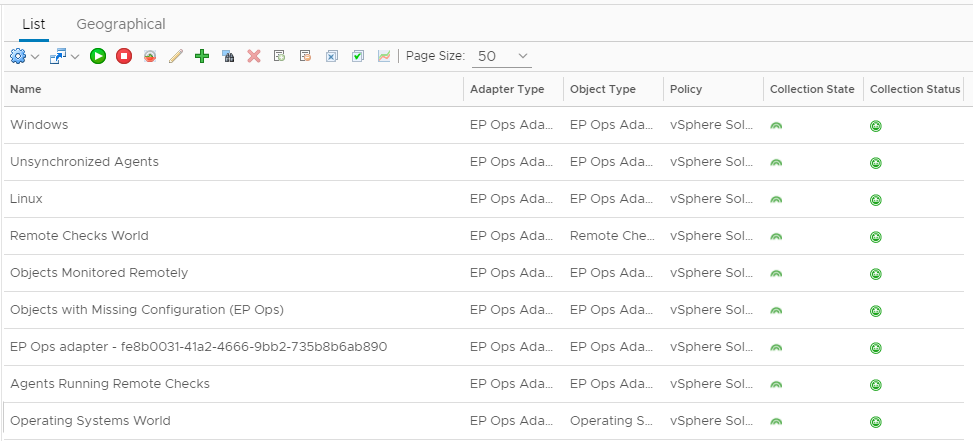 List Geographical
Page Size: 50
Name Adapter Type Object Type Policy Collection State Collection Status
Windows EP Ops Ada... EP Ops Ada... vSphere Sol...
Unsynchronized Agents EP Ops Ada... EP Ops Ada... vSphere Sol...
Linux EP Ops Ada... EP Ops Ada... vSphere Sol...
Remote Checks World EP Ops Ada... Remote Che... vSphere Sol...
Objects Monitored Remotely EP Ops Ada... EP Ops Ada... vSphere Sol...
Objects with Missing Configuration (EP Ops) EP Ops Ada... EP Ops Ada... vSphere Sol...
EP Ops adapter - fe8b0031-41a2-4666-9bb2-735b8b6ab890 EP Ops Ada... EP Ops Ada... vSphere Sol...
Agents Running Remote Checks EP Ops Ada... EP Ops Ada... vSphere Sol...
Operating Systems World EP Ops Ada... Operating S... vSphere Sol...